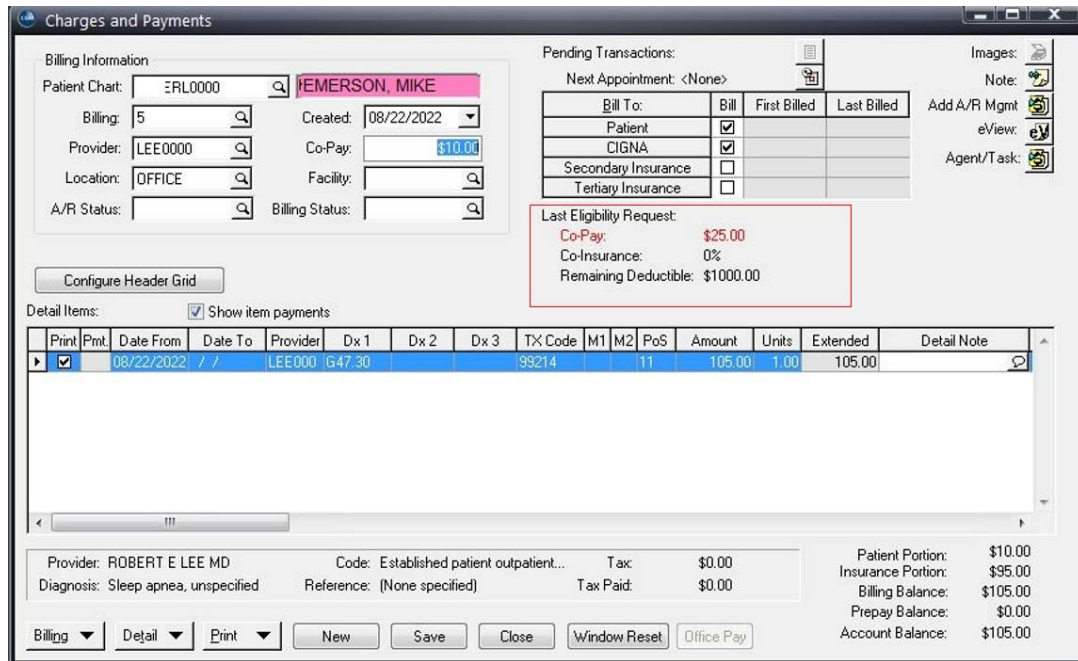 Charges and Payments
Billing Information
Patient Chart: ERL0000 EMERSON, MIKE
Billing: 5 Created: 08/22/2022
Provider: LEE0000 Co-Pay: $10.00
Location: OFFICE Facility:
A/R Status: Billing Status:
Pending Transactions:
Next Appointment: <None>
Bill To: Bill First Billed Last Billed
Patient
CIGNA
Secondary Insurance
Tertiary Insurance
Images:
Note:
Add A/R Mgmt
eView:
Agent/Task:
Last Eligibility Request:
Co-Pay: $25.00
Co-Insurance: 0%
Remaining Deductible: $1000.00
Configure Header Grid
Detail Items: Show item payments
Print Pmt. Date From Date To Provider Dx 1 Dx 2 Dx 3 TX Code M1 M2 PoS Amount Units Extended Detail Note
08/22/2022 / / LEE000 G47.30 99214 11 105.00 1.00 105.00
Provider: ROBERT E LEE MD Code: Established patient outpatient... Tax: $0.00
Diagnosis: Sleep apnea, unspecified Reference: (None specified) Tax Paid: $0.00
Patient Portion: $10.00
Insurance Portion: $95.00
Billing Balance: $105.00
Prepay Balance: $0.00
Account Balance: $105.00
Billing Detail Print New Save Close Window Reset Office Pay